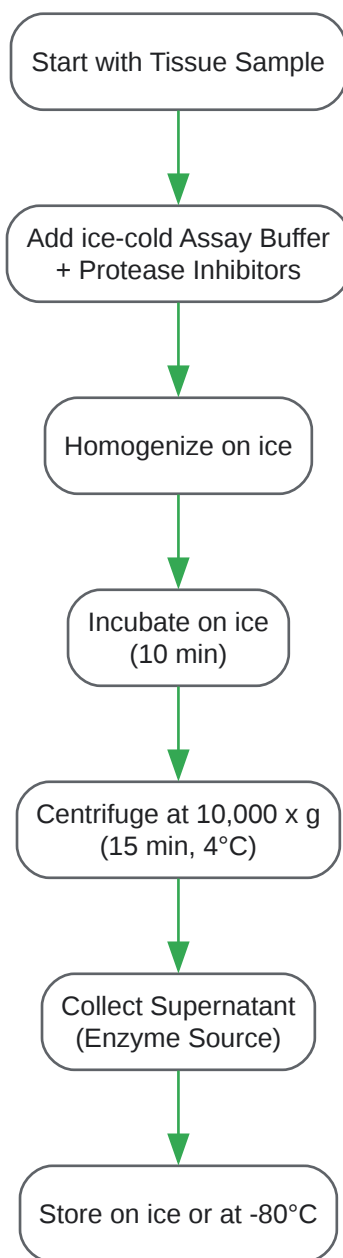 Start with Tissue Sample
Add ice-cold Assay Buffer
+ Protease Inhibitors
Homogenize on ice
Incubate on ice
(10 min)
Centrifuge at 10,000 x g
(15 min, 4°C)
Collect Supernatant
(Enzyme Source)
Store on ice or at -80°C